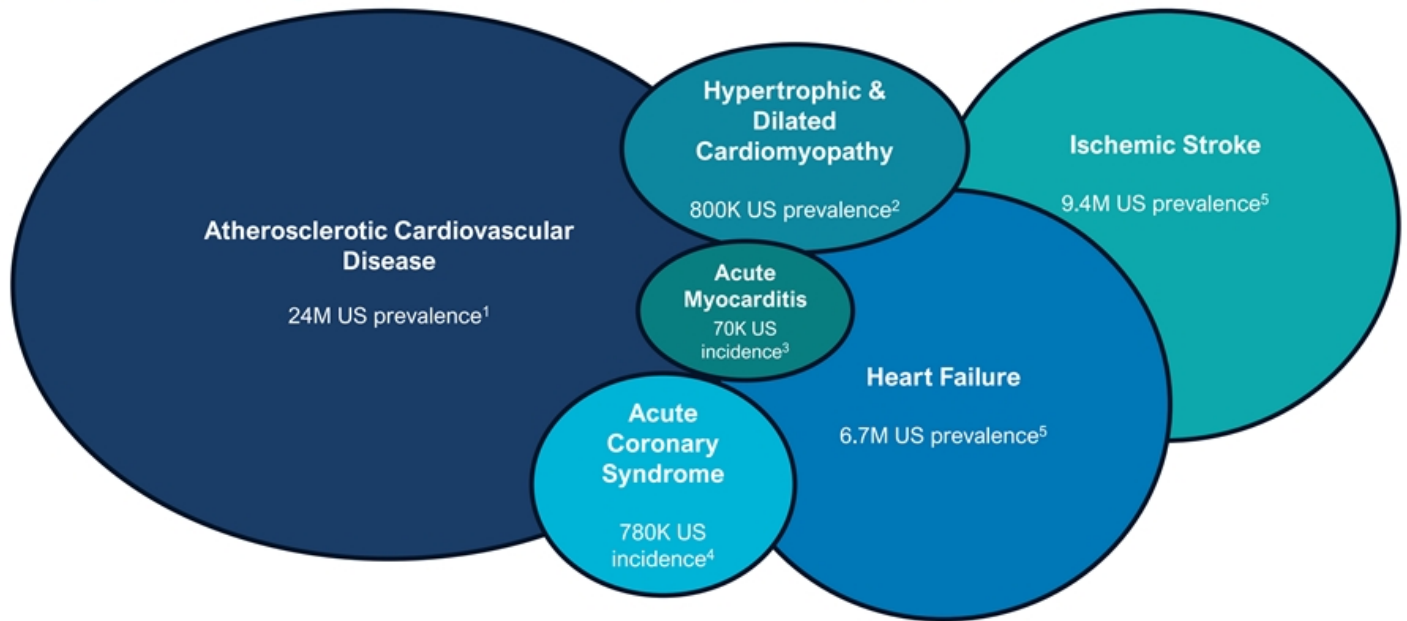 Atherosclerotic Cardiovascular
Disease
24M US prevalence¹
Hypertrophic &
Dilated
Cardiomyopathy
800K US prevalence²
Acute
Myocarditis
70K US
incidence³
Acute
Coronary
Syndrome
780K US
incidence⁴
Heart Failure
6.7M US prevalence⁵
Ischemic Stroke
9.4M US prevalence⁵